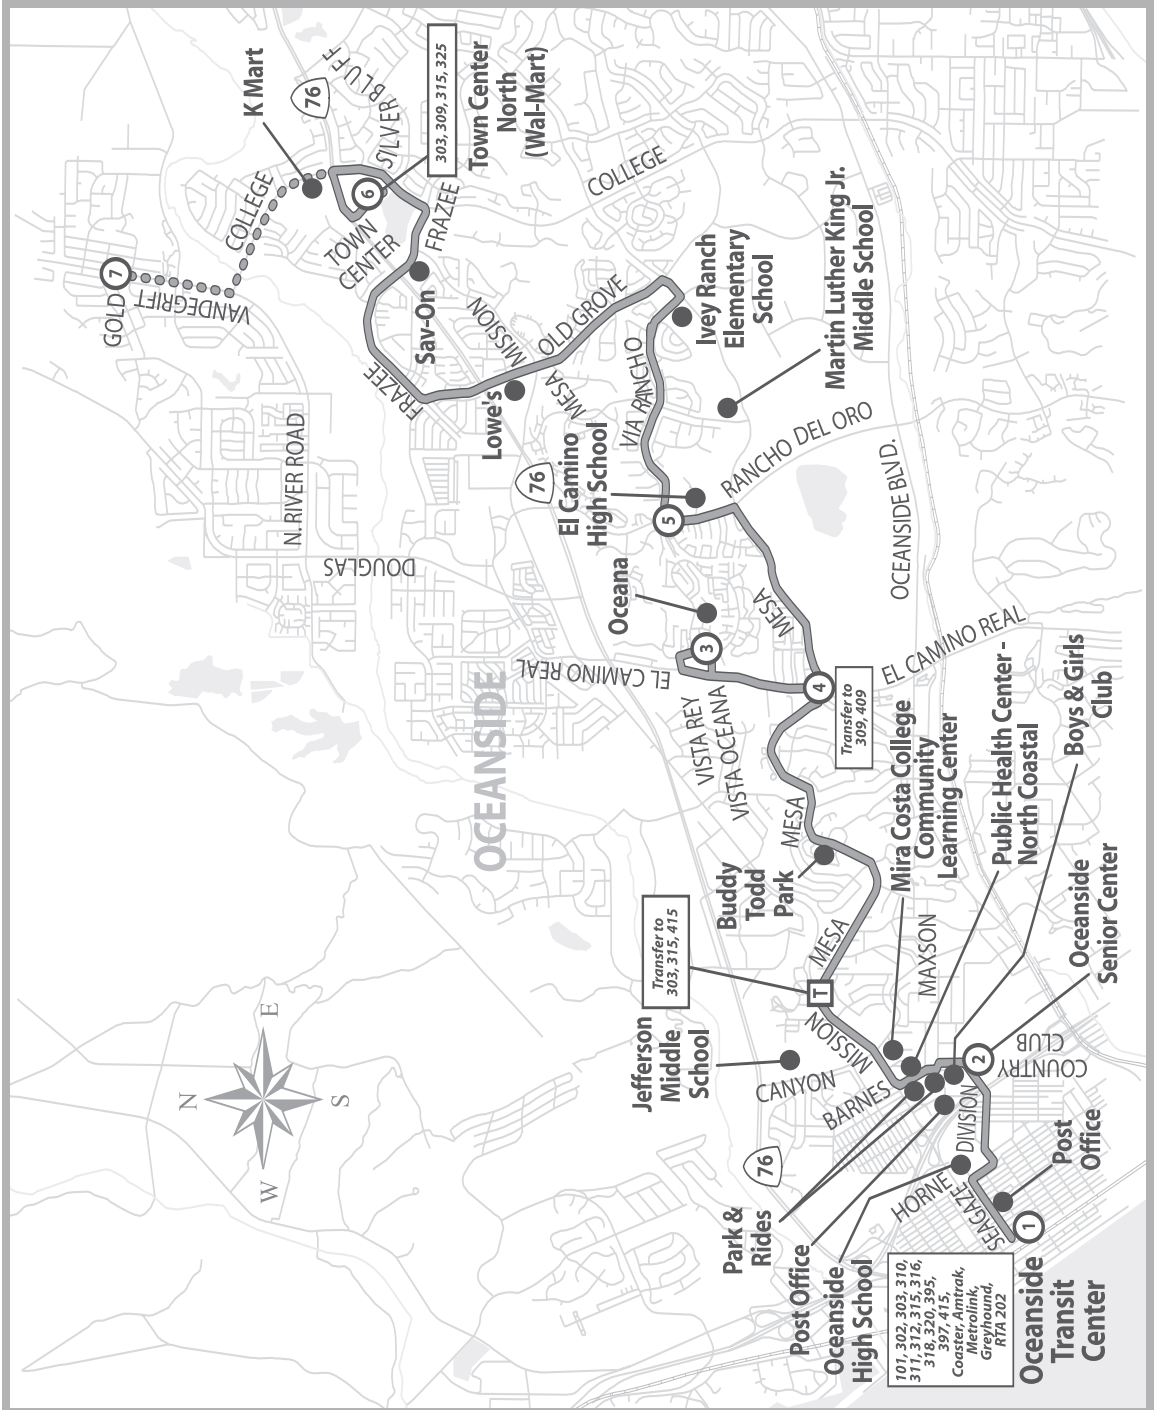 K Mart
76
SILVER BLUFF
303, 309, 315, 325
Town Center
North
(Wal-Mart)
COLLEGE
7
GOLD
VANDEGRIFT
6
TOWN
CENTER
FRAZEE
COLLEGE
Sav-On
FRAZEE
MISSION
MESA
OLD GROVE
Lowe's
Ivey Ranch
Elementary
School
Martin Luther King Jr.
Middle School
VIA RANCHO
N. RIVER ROAD
DOUGLAS
76
El Camino
High School
5
RANCHO DEL ORO
OCEANSIDE BLVD.
Oceana
3
MESA
EL CAMINO REAL
EL CAMINO REAL
4
Transfer to
309, 409
VISTA REY
VISTA OCEANA
OCEANSIDE
MESA
Buddy
Todd
Park
Mira Costa College
Community
Learning Center
Public Health Center -
North Coastal
Boys & Girls
Club
Oceanside
Senior Center
MESA
MAXSON
Transfer to
303, 315, 415
T
MISSION
Jefferson
Middle
School
CANYON
BARNES
2
COUNTRY
CLUB
DIVISION
N
E
S
W
76
HORNE
SEAGAZE
Post
Office
Park &
Rides
Post Office
Oceanside
High School
1
101, 302, 303, 310,
311, 312, 315, 316,
318, 320, 395,
397, 415,
Coaster, Amtrak,
Metrolink,
Greyhound,
RTA 202
Oceanside
Transit
Center